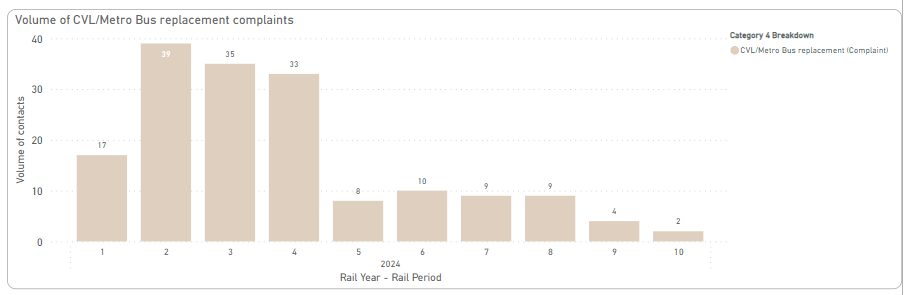 Volume of CVL/Metro Bus replacement complaints
Category 4 Breakdown
CVL/Metro Bus replacement (Complaint)
Volume of contacts
40
30
20
10
0
17
39
35
33
8
10
9
9
4
2
1 2 3 4 5 6 7 8 9 10
2024
Rail Year - Rail Period